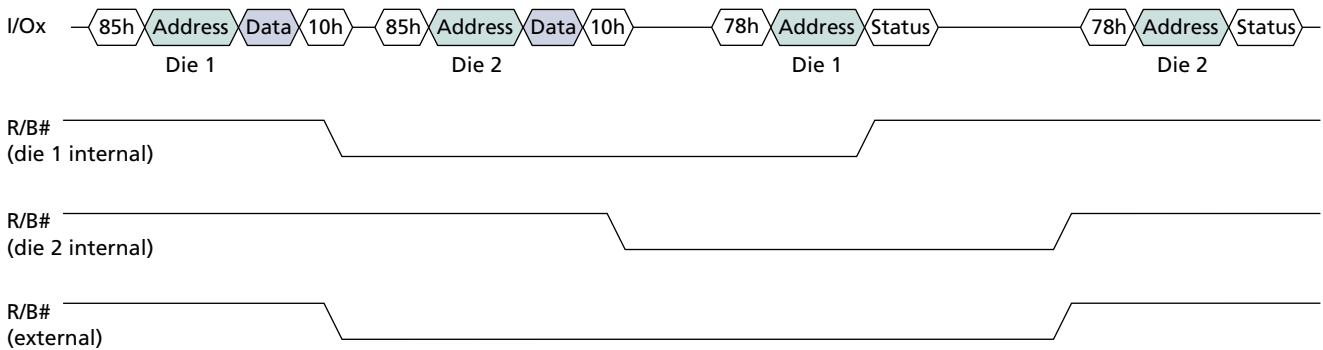 I/Ox 85h Address Data 10h 85h Address Data 10h 78h Address Status 78h Address Status
Die 1 Die 2 Die 1 Die 2
R/B#
(die 1 internal)
R/B#
(die 2 internal)
R/B#
(external)